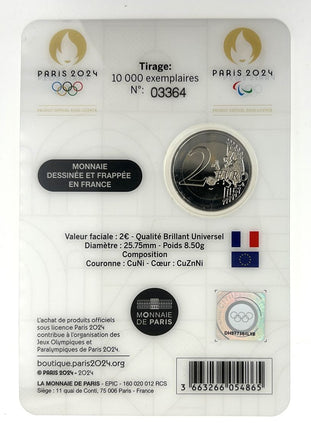 PARIS 2024
PRODUIT OFFICIEL SOUS LICENCE
Tirage:
10 000 exemplaires
N°: 03364
PARIS 2024
PRODUIT OFFICIEL SOUS LICENCE
MONNAIE
DESSINÉE ET FRAPPÉE
EN FRANCE
2 EURO
Valeur faciale : 2€ - Qualité Brillant Universel
Diamètre : 25.75mm - Poids 8.50g
Composition
Couronne : CuNi - Cœur : CuZnNi
L'achat de produits officiels
sous licence Paris 2024
contribue à l'organisation des
Jeux Olympiques et
Paralympiques de Paris 2024.
boutique.paris2024.org
© PARIS 2024 - 2024
LA MONNAIE DE PARIS - EPIC - 160 020 012 RCS
Siège : 11 quai de Conti, 75 006 Paris - France
MONNAIE
DE PARIS
3 663266 054865